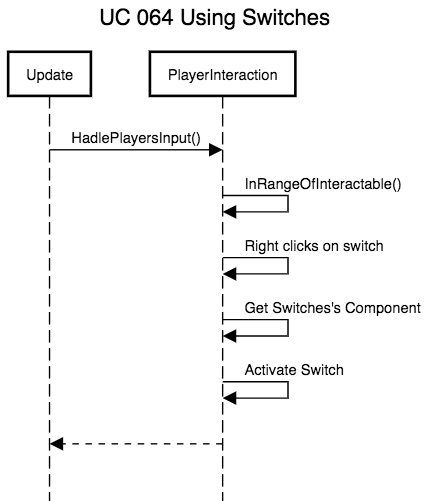 UC 064 Using Switches
Update
PlayerInteraction
HadlePlayersInput()
InRangeOfInteractable()
Right clicks on switch
Get Switches's Component
Activate Switch